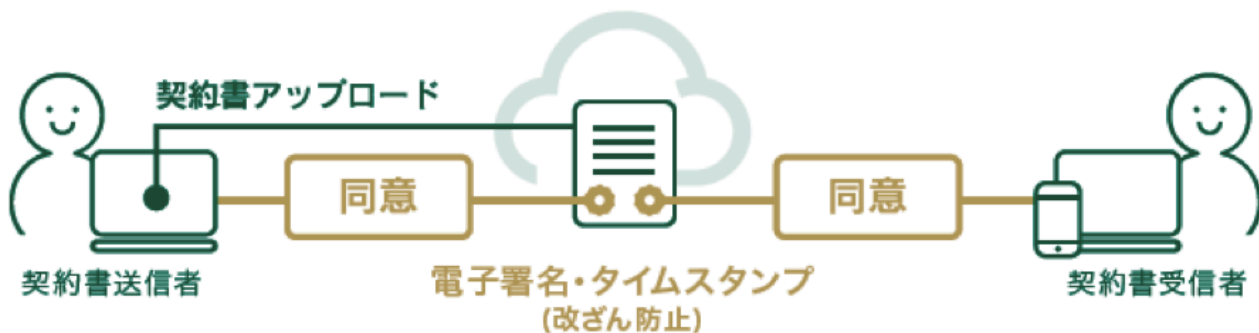 契約書アップロード
同意
同意
契約書送信者
電子署名・タイムスタンプ
(改ざん防止)
契約書受信者